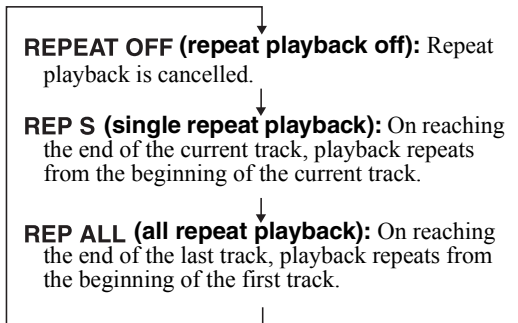 REPEAT OFF (repeat playback off): Repeat
playback is cancelled.
REP S (single repeat playback): On reaching
the end of the current track, playback repeats
from the beginning of the current track.
REP ALL (all repeat playback): On reaching
the end of the last track, playback repeats from
the beginning of the first track.